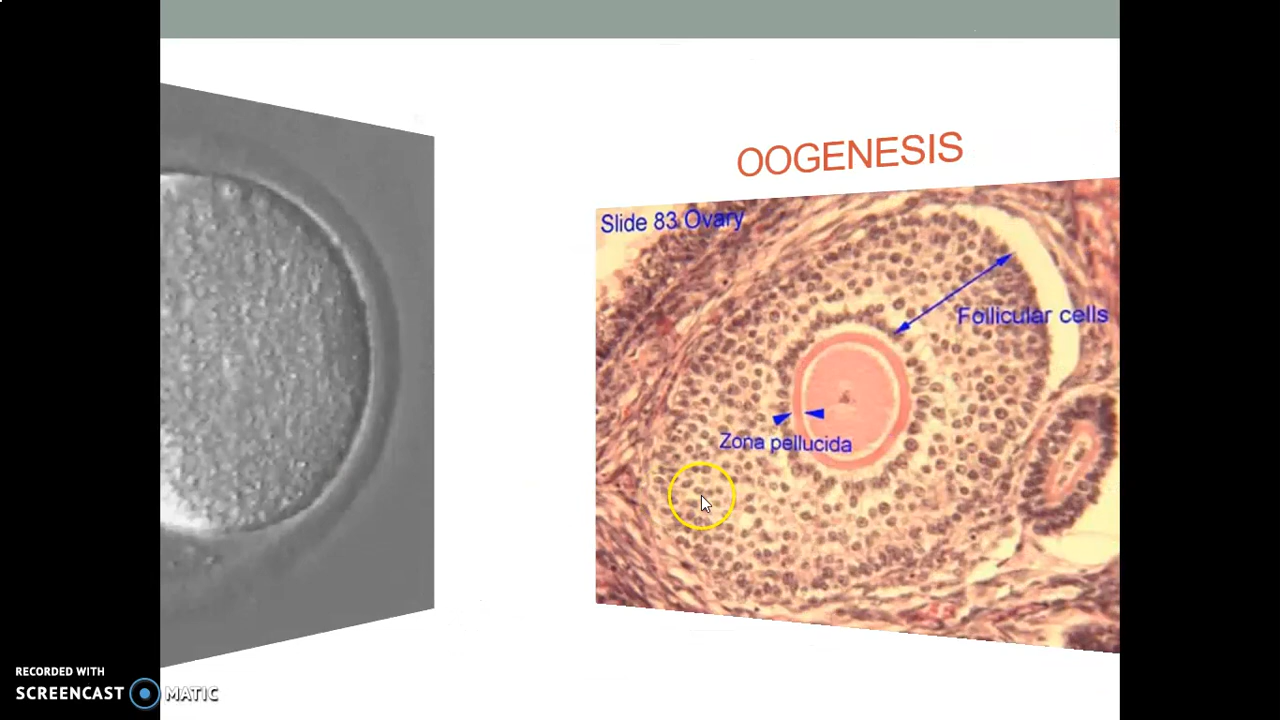 OOGENESIS
Slide 83 Ovary
Follicular cells
Zona pellucida
RECORDED WITH
SCREENCAST MATIC